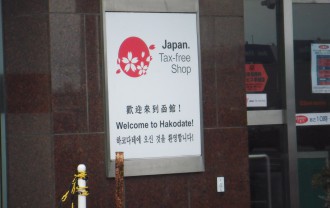 Japan.
Tax-free
Shop
歡迎來到函館！
Welcome to Hakodate!
하코다테에 오신 것을 환영합니다!